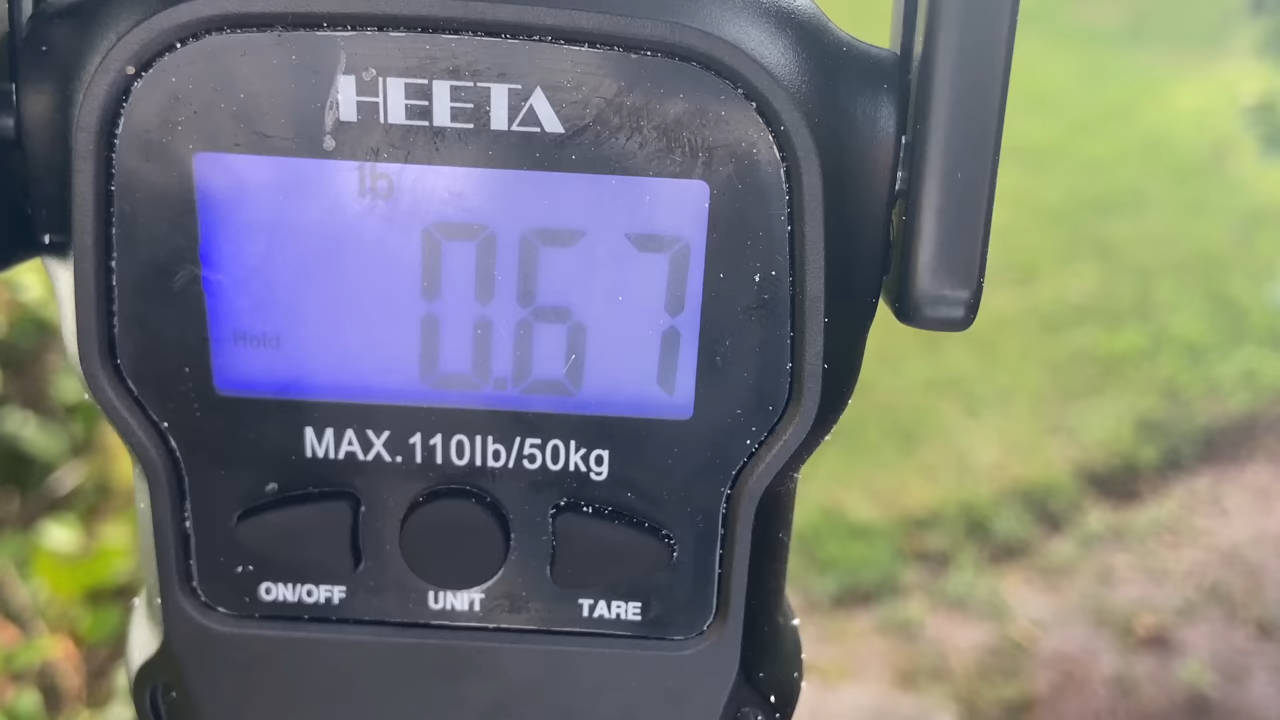 HEETA
lb
0.67
Hold
MAX.110lb/50kg
ON/OFF UNIT TARE